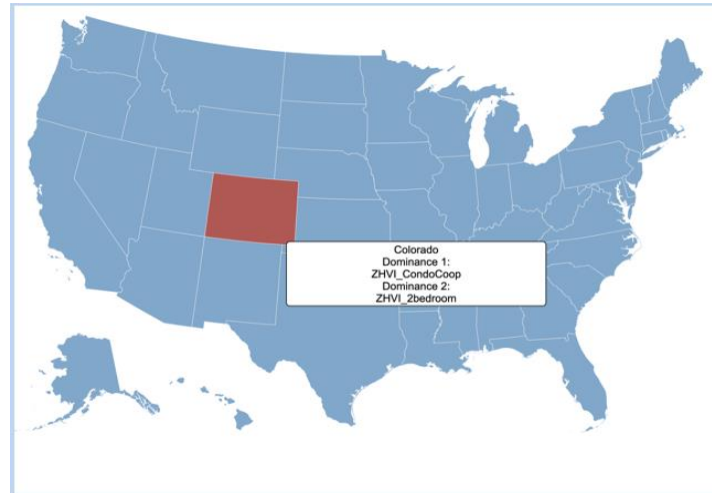 Colorado
Dominance 1:
ZHVI_CondoCoop
Dominance 2:
ZHVI_2bedroom